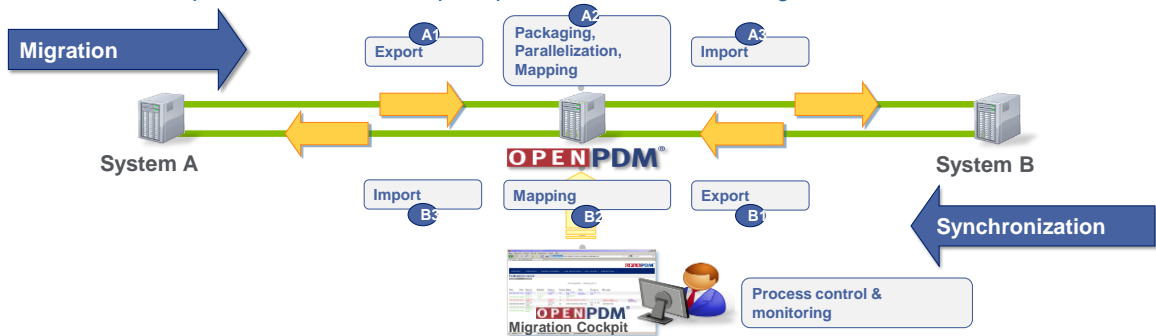 Migration
A1
Export
A2
Packaging,
Parallelization,
Mapping
A3
Import
System A
OPENPDM®
System B
Import
B3
Mapping
B2
Export
B1
Synchronization
OPENPDM
Migration Cockpit
Process control &
monitoring